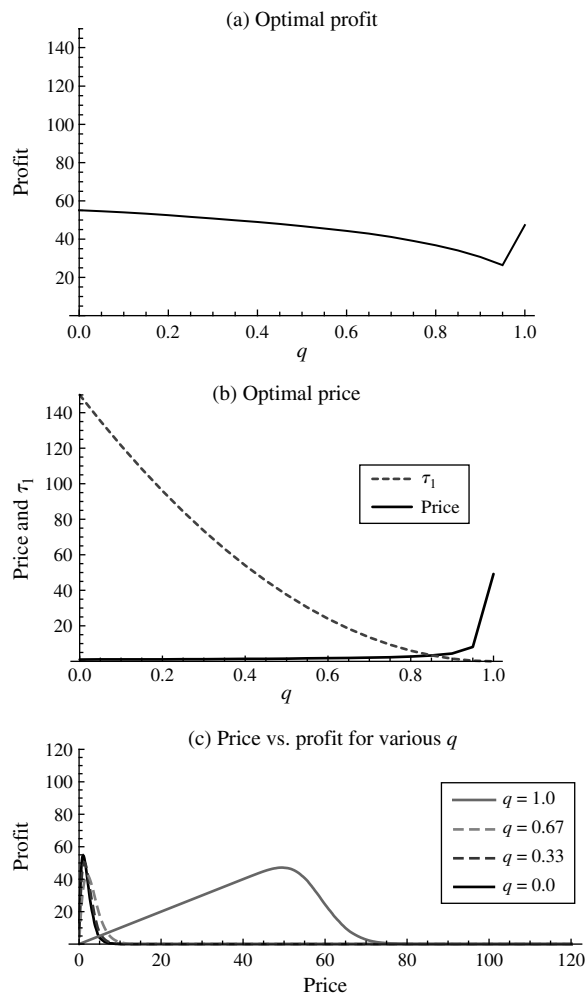 (a) Optimal profit
140
120
100
80
60
40
20
Profit
0.0 0.2 0.4 0.6 0.8 1.0
q
(b) Optimal price
140
120
100
80
60
40
20
Price and τ1
τ1
Price
0.0 0.2 0.4 0.6 0.8 1.0
q
(c) Price vs. profit for various q
120
100
80
60
40
20
Profit
q = 1.0
q = 0.67
q = 0.33
q = 0.0
0 20 40 60 80 100 120
Price